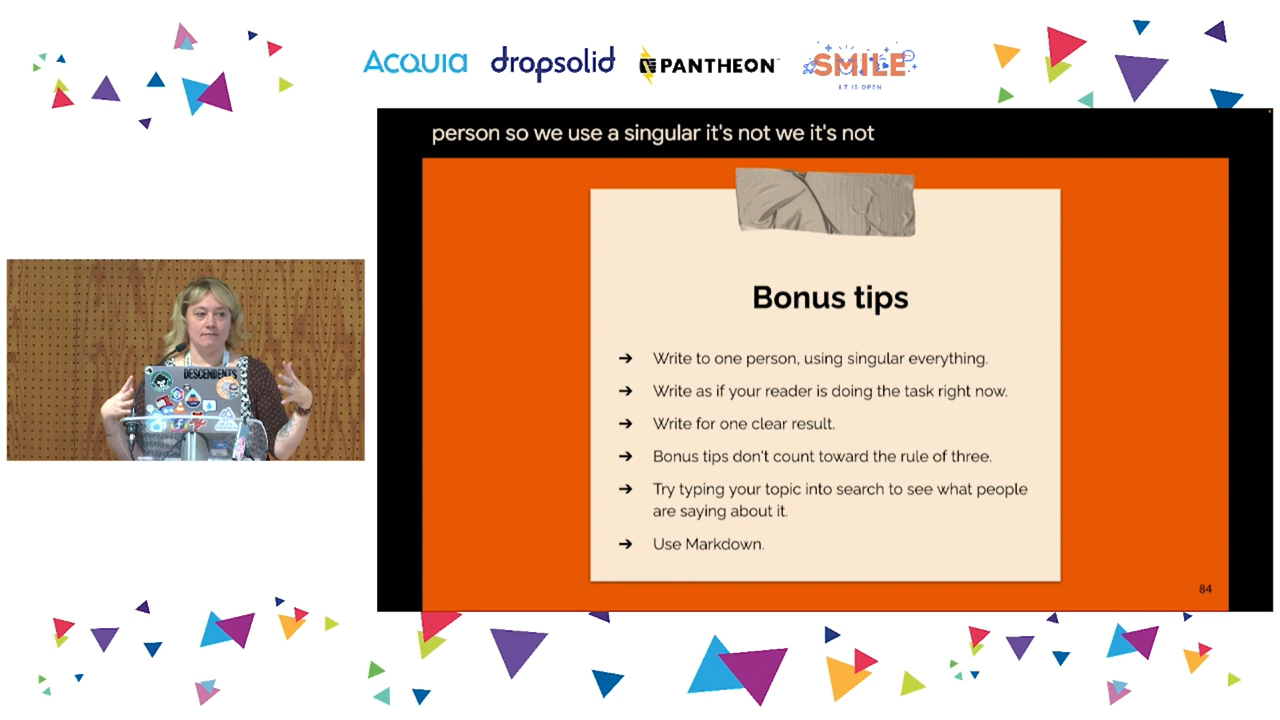 Acquia dropsolid PANTHEON SMILE
IT IS OPEN
person so we use a singular it's not we it's not
Bonus tips
➔ Write to one person, using singular everything.
➔ Write as if your reader is doing the task right now.
➔ Write for one clear result.
➔ Bonus tips don't count toward the rule of three.
➔ Try typing your topic into search to see what people
are saying about it.
➔ Use Markdown.
84
DESCENDENTS